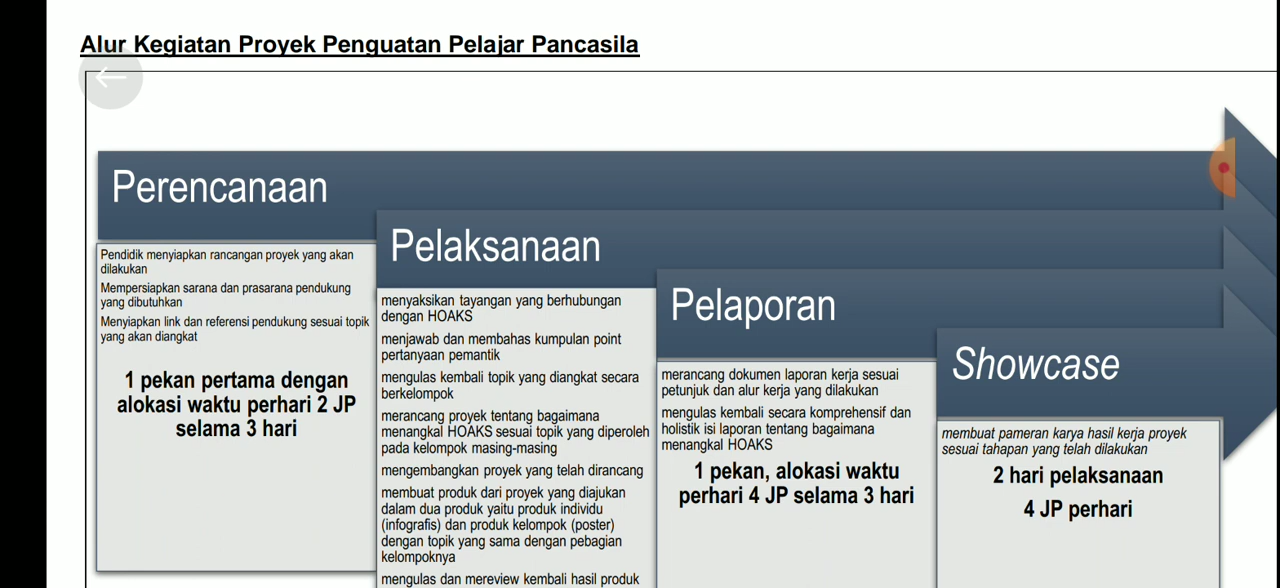 Alur Kegiatan Proyek Penguatan Pelajar Pancasila
Perencanaan
Pendidik menyiapkan rancangan proyek yang akan
dilakukan
Mempersiapkan sarana dan prasarana pendukung
yang dibutuhkan
Menyiapkan link dan referensi pendukung sesuai topik
yang akan diangkat
1 pekan pertama dengan
alokasi waktu perhari 2 JP
selama 3 hari
Pelaksanaan
menyaksikan tayangan yang berhubungan
dengan HOAKS
menjawab dan membahas kumpulan point
pertanyaan pemantik
mengulas kembali topik yang diangkat secara
berkelompok
merancang proyek tentang bagaimana
menangkal HOAKS sesuai topik yang diperoleh
pada kelompok masing-masing
mengembangkan proyek yang telah dirancang
membuat produk dari proyek yang diajukan
dalam dua produk yaitu produk individu
(infografis) dan produk kelompok (poster)
dengan topik yang sama dengan pebagian
kelompoknya
mengulas dan mereview kembali hasil produk
Pelaporan
merancang dokumen laporan kerja sesuai
petunjuk dan alur kerja yang dilakukan
mengulas kembali secara komprehensif dan
holistik isi laporan tentang bagaimana
menangkal HOAKS
1 pekan, alokasi waktu
perhari 4 JP selama 3 hari
Showcase
membuat pameran karya hasil kerja proyek
sesuai tahapan yang telah dilakukan
2 hari pelaksanaan
4 JP perhari